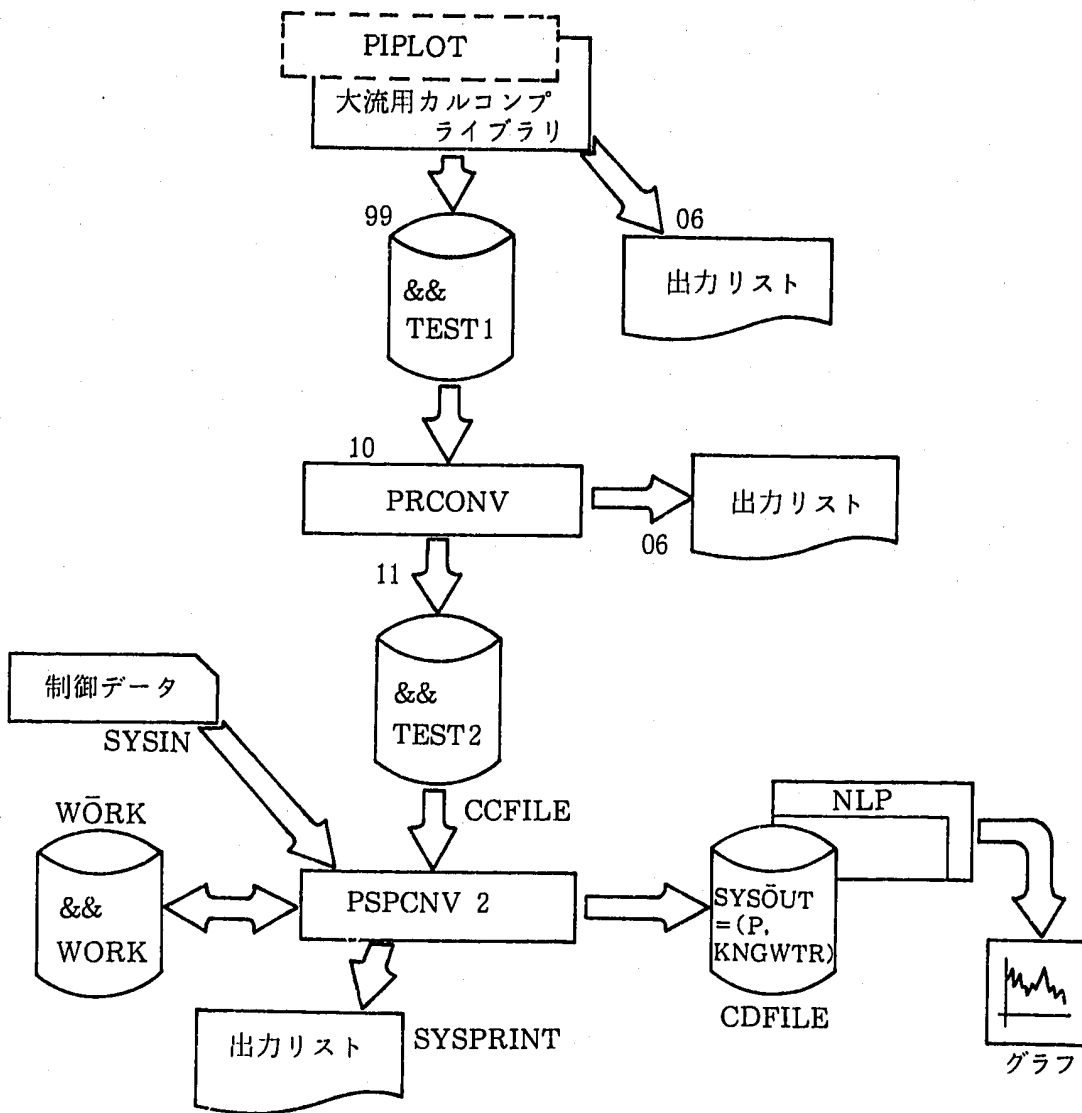 PIPLOT
大流用カルコンプ
ライブラリ
99
06
&&
TEST1
出力リスト
10
PRCONV
出力リスト
06
11
制御データ
&&
TEST2
SYSIN
WŌRK
CCFILE
NLP
&&
WORK
PSPCNV 2
SYSŌUT
=(P,
KNGWTR)
出力リスト
SYSPRINT
CDFILE
グラフ